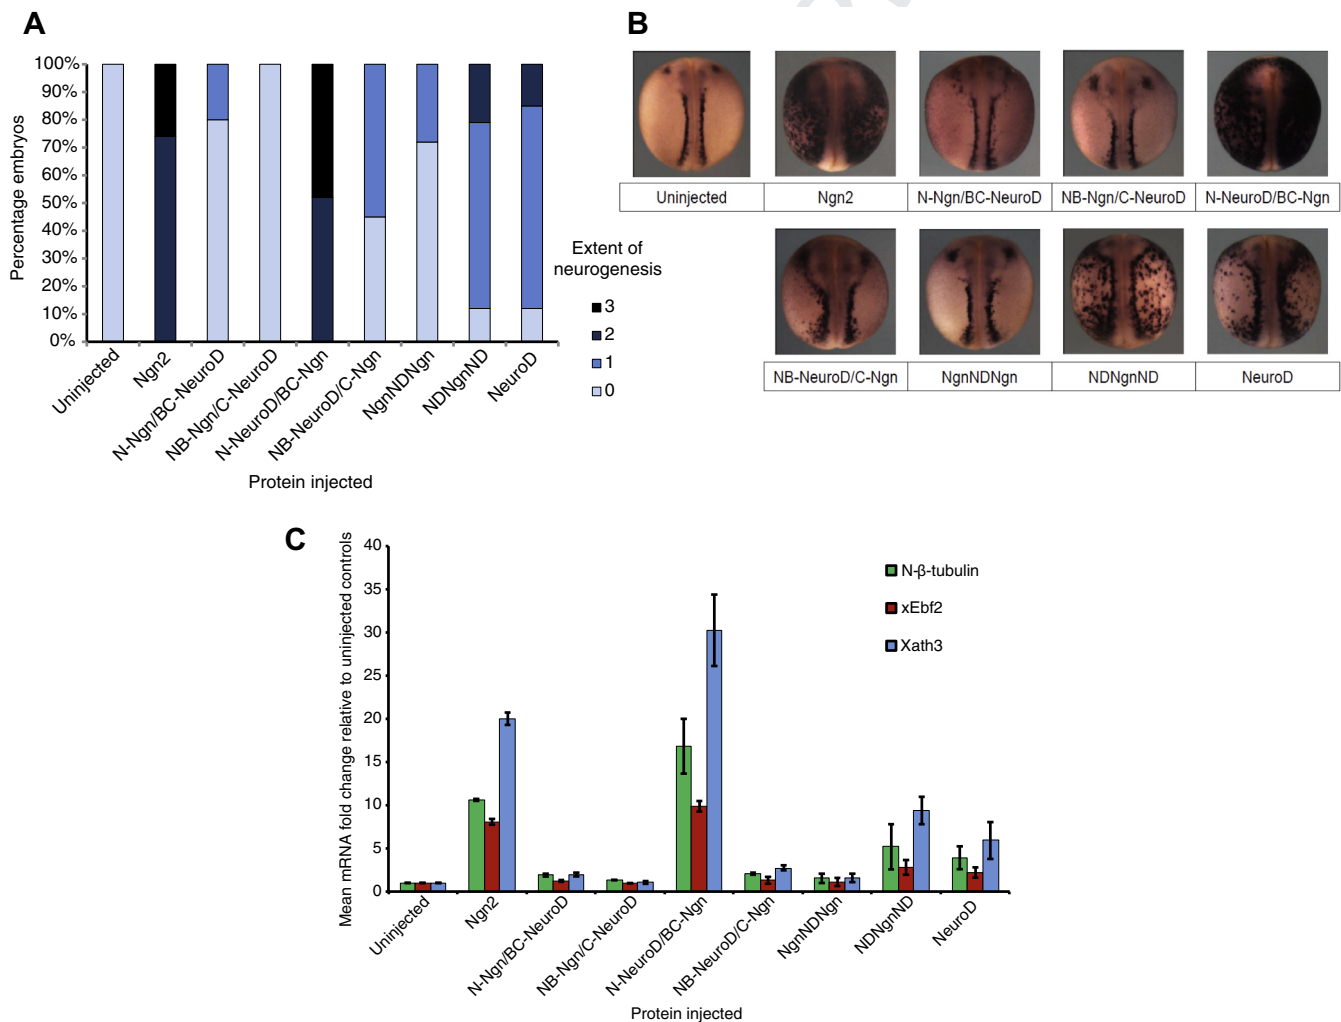 A
100%
90%
80%
70%
60%
50%
40%
30%
20%
10%
0%
Percentage embryos
Uninjected
Ngn2
N-Ngn/BC-NeuroD
NB-Ngn/C-NeuroD
N-NeuroD/BC-Ngn
NB-NeuroD/C-Ngn
NgnNDNgn
NDNgnND
NeuroD
Protein injected
Extent of
neurogenesis
3
2
1
0
B
Uninjected
Ngn2
N-Ngn/BC-NeuroD
NB-Ngn/C-NeuroD
N-NeuroD/BC-Ngn
NB-NeuroD/C-Ngn
NgnNDNgn
NDNgnND
NeuroD
C
Mean mRNA fold change relative to uninjected controls
40
35
30
25
20
15
10
5
0
N-β-tubulin
xEbf2
Xath3
Uninjected
Ngn2
N-Ngn/BC-NeuroD
NB-Ngn/C-NeuroD
N-NeuroD/BC-Ngn
NB-NeuroD/C-Ngn
NgnNDNgn
NDNgnND
NeuroD
Protein injected